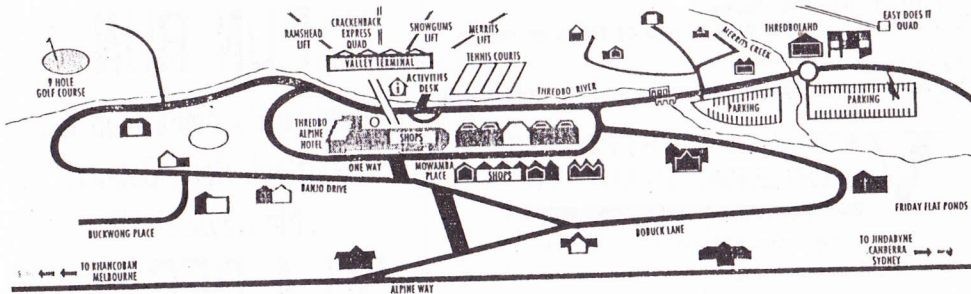 RAMSHEAD
LIFT
CRACKENBACK
EXPRESS
QUAD
SNOWGUMS
LIFT
MERRITS
LIFT
VALLEY TERMINAL
ACTIVITIES
DESK
i
TENNIS COURTS
9 HOLE
GOLF COURSE
THREDBO RIVER
MERRITS CREEK
THREDBOLAND
EASY DOES IT
QUAD
PARKING
PARKING
THREDBO
ALPINE
HOTEL
SHOPS
ONE WAY
MOWAMBA
PLACE
SHOPS
BANJO DRIVE
BUCKWONG PLACE
BOBUCK LANE
FRIDAY FLAT PONDS
TO KHANCOBAN
MELBOURNE
TO JINDABYNE
CANBERRA
SYDNEY
ALPINE WAY